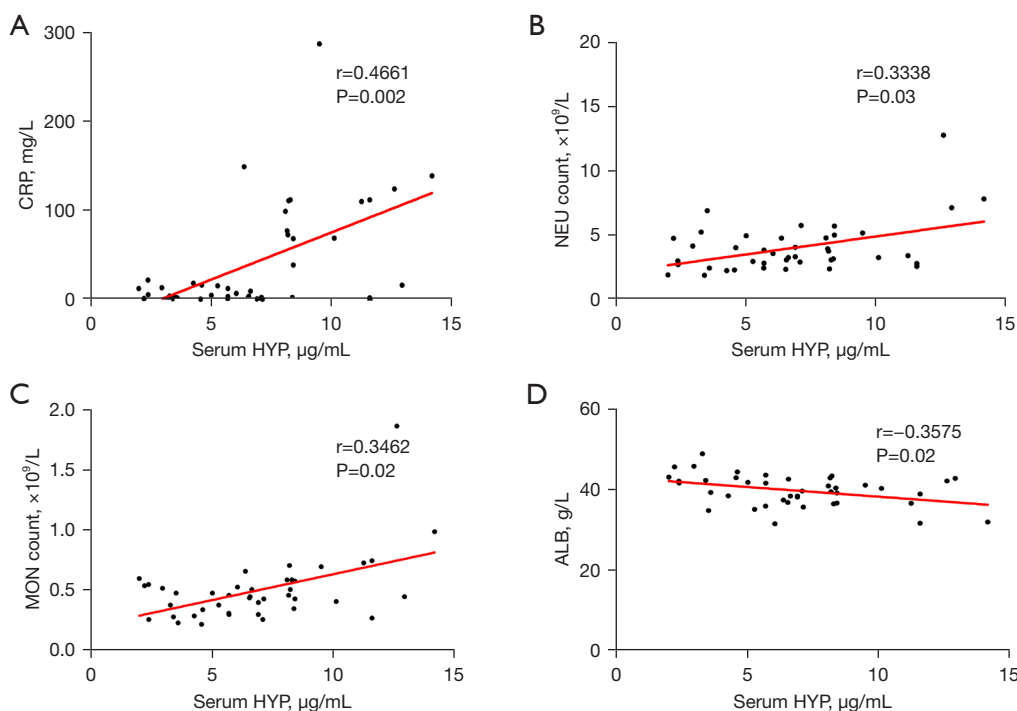 A
300
200
100
0
CRP, mg/L
r=0.4661
P=0.002
0 5 10 15
Serum HYP, µg/mL
B
20
15
10
5
0
NEU count, ×10⁹/L
r=0.3338
P=0.03
0 5 10 15
Serum HYP, µg/mL
C
2.0
1.5
1.0
0.5
0.0
MON count, ×10⁹/L
r=0.3462
P=0.02
0 5 10 15
Serum HYP, µg/mL
D
60
40
20
0
ALB, g/L
r=−0.3575
P=0.02
0 5 10 15
Serum HYP, µg/mL